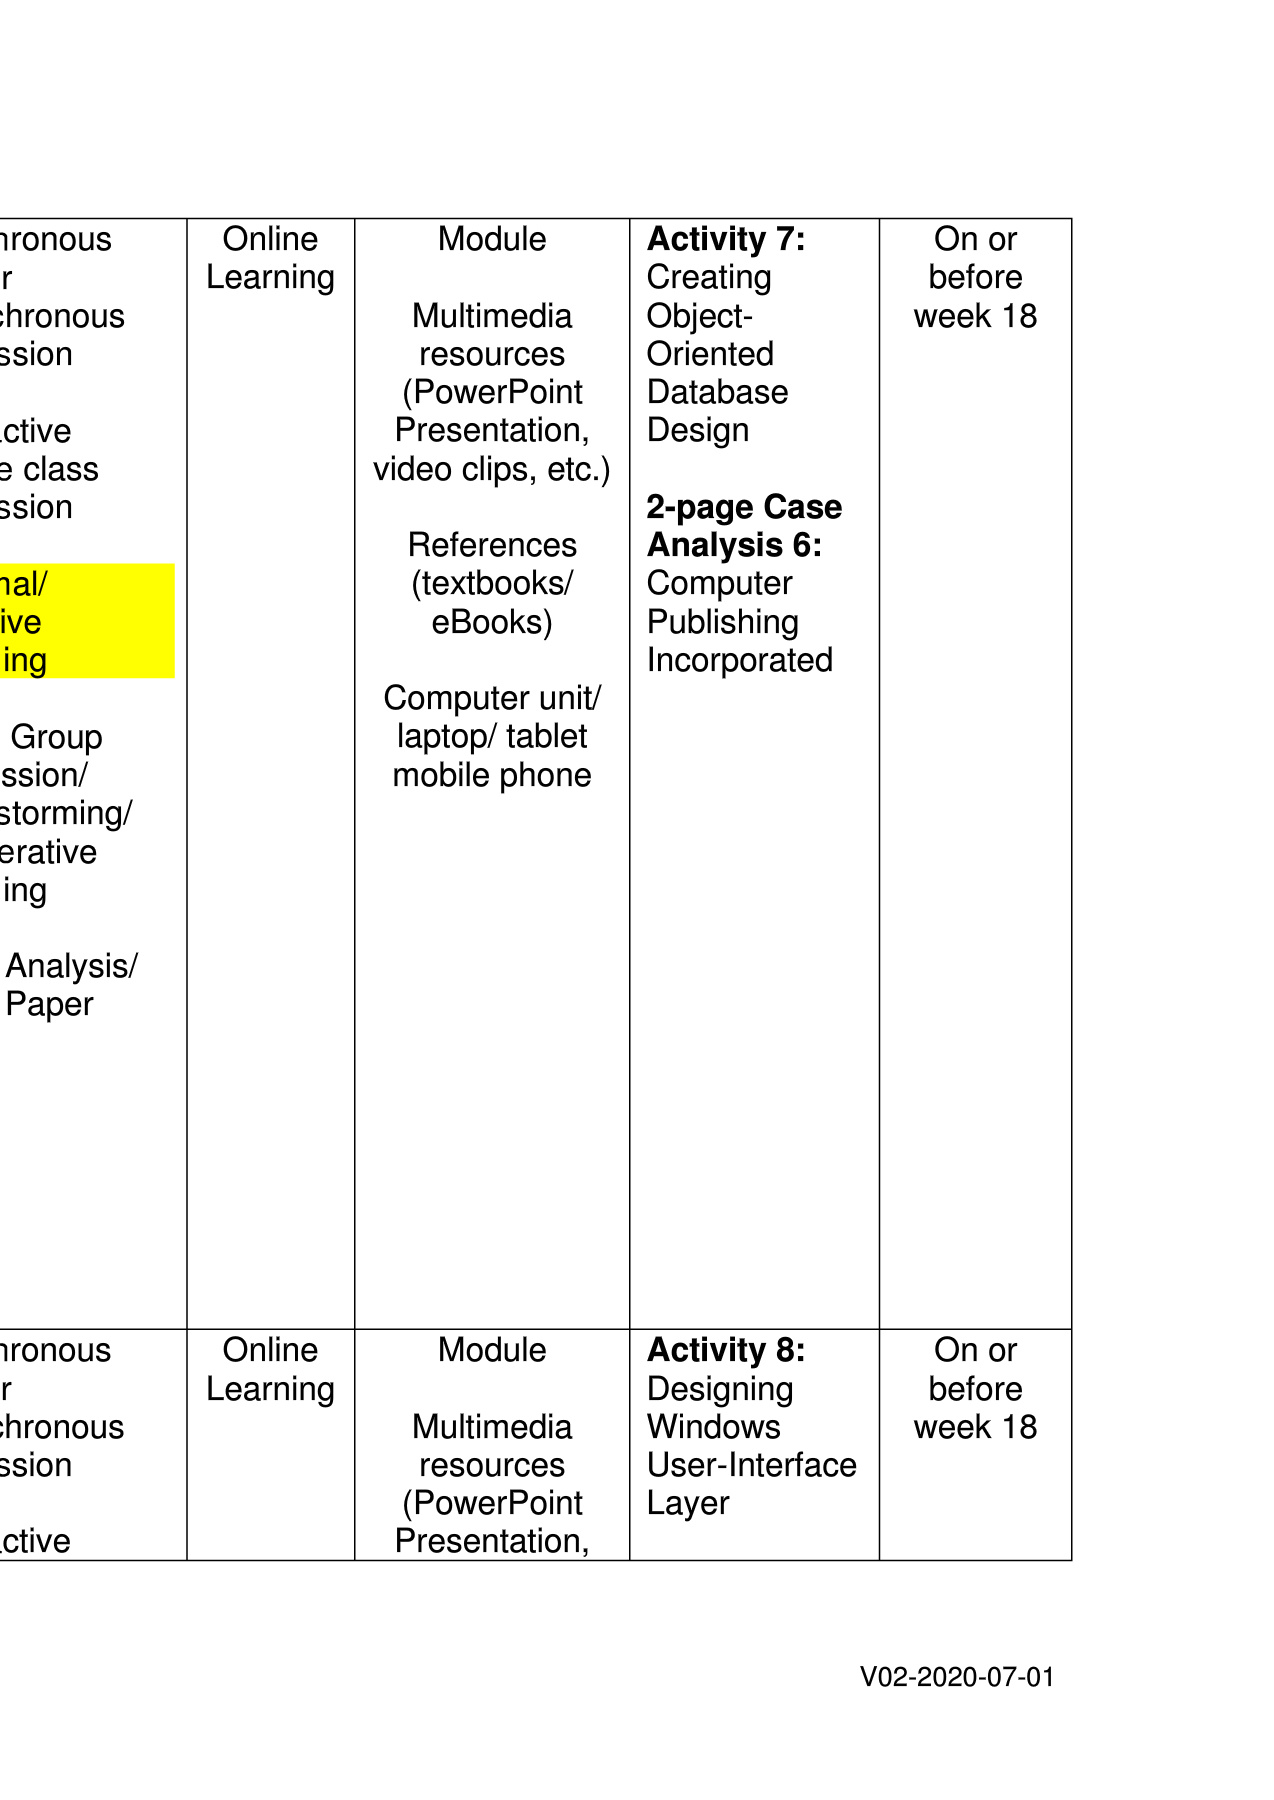 hronous
r
chronous
ssion
active
e class
ssion
nal/
ive
ing
Group
ssion/
storming/
erative
ing
Analysis/
Paper
Online
Learning
Module
Multimedia
resources
(PowerPoint
Presentation,
video clips, etc.)
References
(textbooks/
eBooks)
Computer unit/
laptop/ tablet
mobile phone
Activity 7:
Creating
Object-
Oriented
Database
Design
2-page Case
Analysis 6:
Computer
Publishing
Incorporated
On or
before
week 18
hronous
r
chronous
ssion
active
Online
Learning
Module
Multimedia
resources
(PowerPoint
Presentation,
Activity 8:
Designing
Windows
User-Interface
Layer
On or
before
week 18
V02-2020-07-01